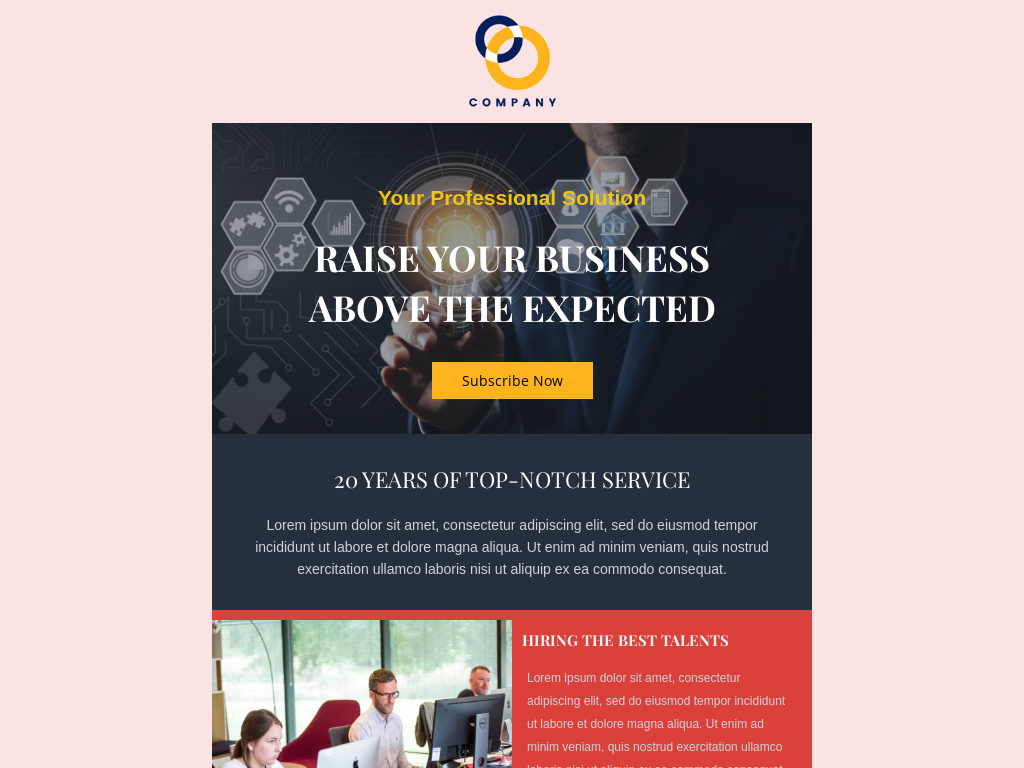 COMPANY
Your Professional Solution
RAISE YOUR BUSINESS
ABOVE THE EXPECTED
Subscribe Now
20 YEARS OF TOP-NOTCH SERVICE
Lorem ipsum dolor sit amet, consectetur adipiscing elit, sed do eiusmod tempor
incididunt ut labore et dolore magna aliqua. Ut enim ad minim veniam, quis nostrud
exercitation ullamco laboris nisi ut aliquip ex ea commodo consequat.
HIRING THE BEST TALENTS
Lorem ipsum dolor sit amet, consectetur
adipiscing elit, sed do eiusmod tempor incididunt
ut labore et dolore magna aliqua. Ut enim ad
minim veniam, quis nostrud exercitation ullamco